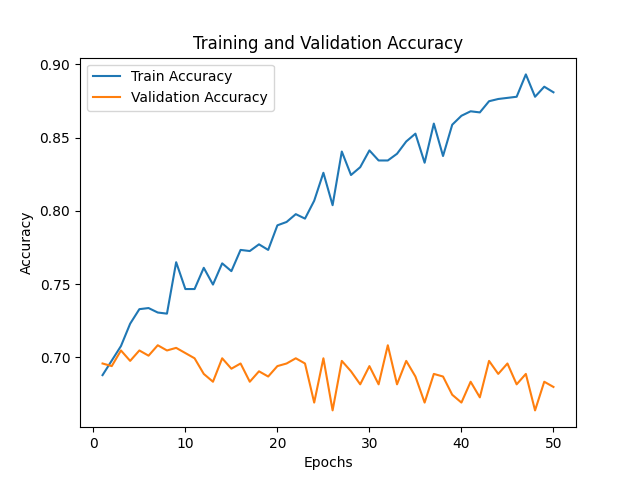 Training and Validation Accuracy
Train Accuracy
Validation Accuracy
0.90
0.85
0.80
0.75
0.70
Accuracy
0 10 20 30 40 50
Epochs